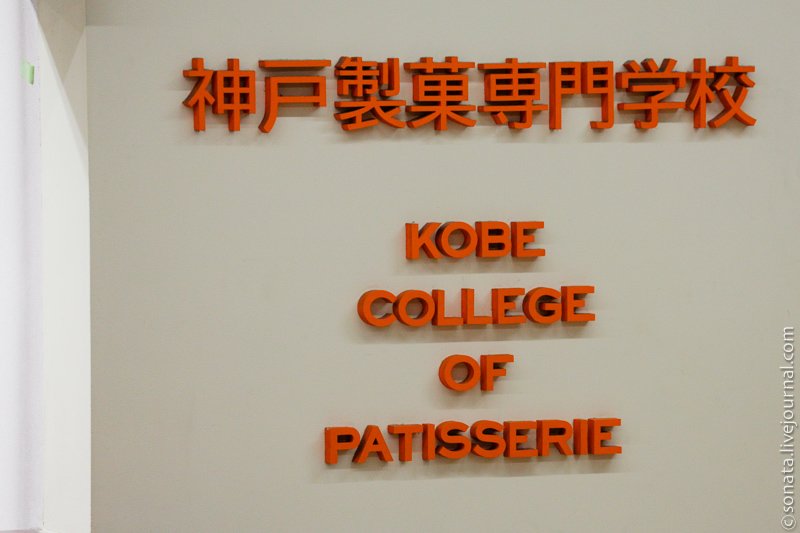 神戸製菓専門学校
KOBE
COLLEGE
OF
PATISSERIE
©sonata.livejournal.com